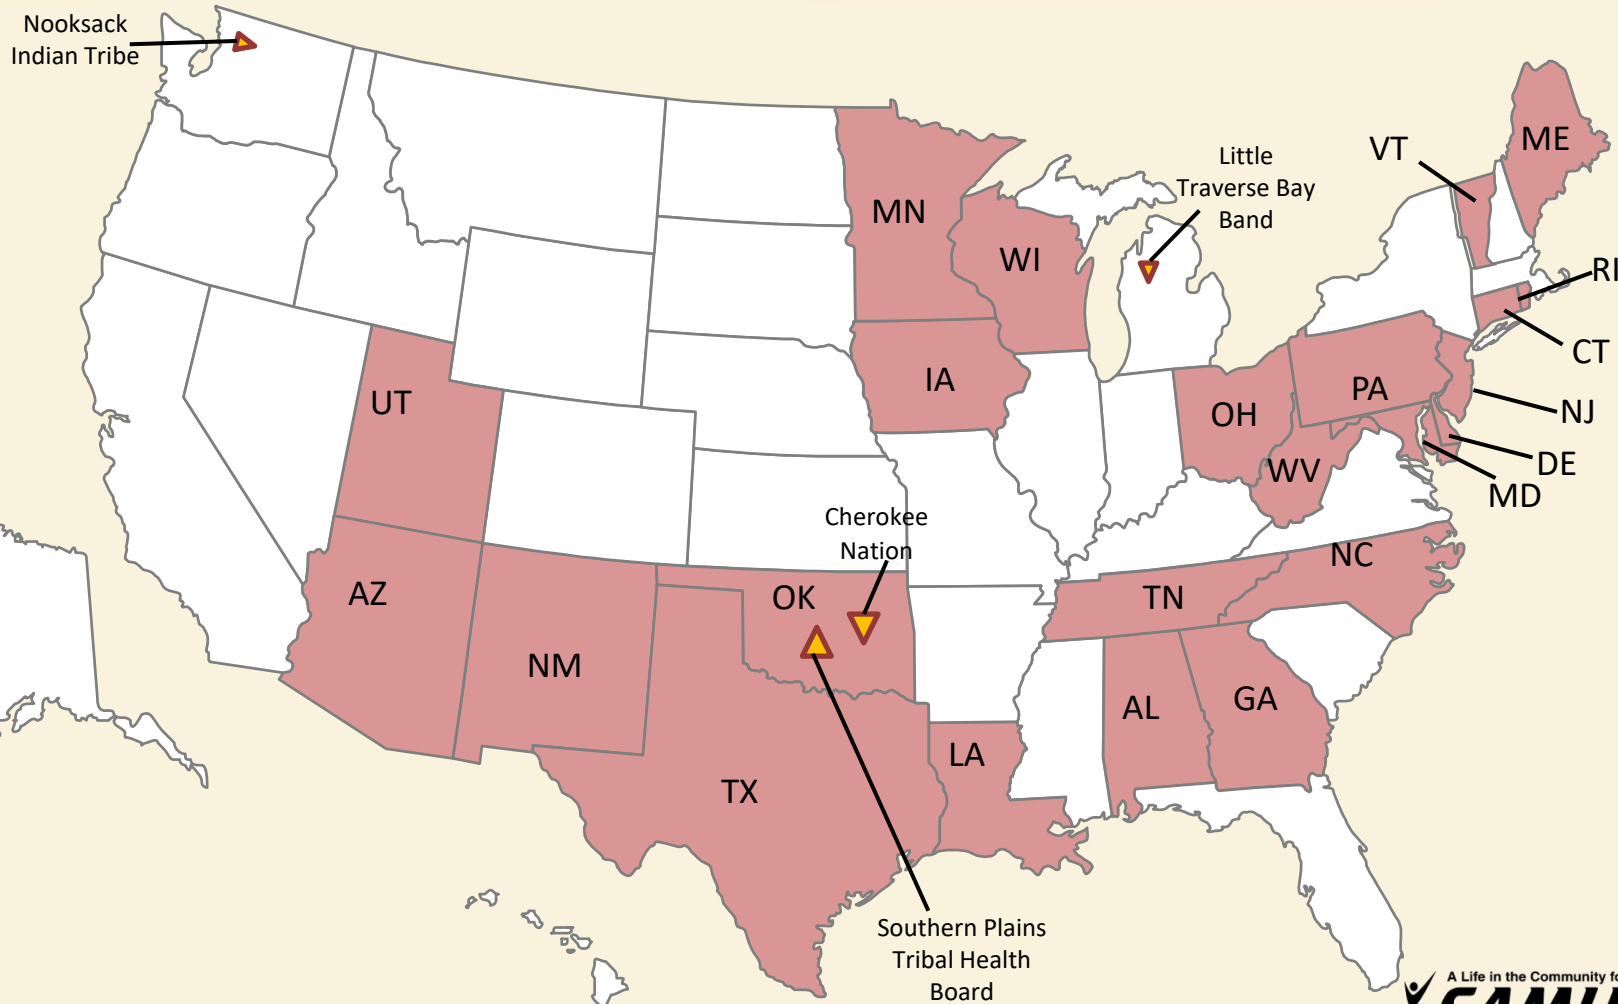 Nooksack
Indian Tribe
MN
WI
Little
Traverse Bay
Band
VT
ME
RI
CT
NJ
DE
MD
PA
OH
WV
IA
UT
AZ
NM
Cherokee
Nation
OK
TX
LA
TN
NC
AL
GA
Southern Plains
Tribal Health
Board
A Life in the Community fo